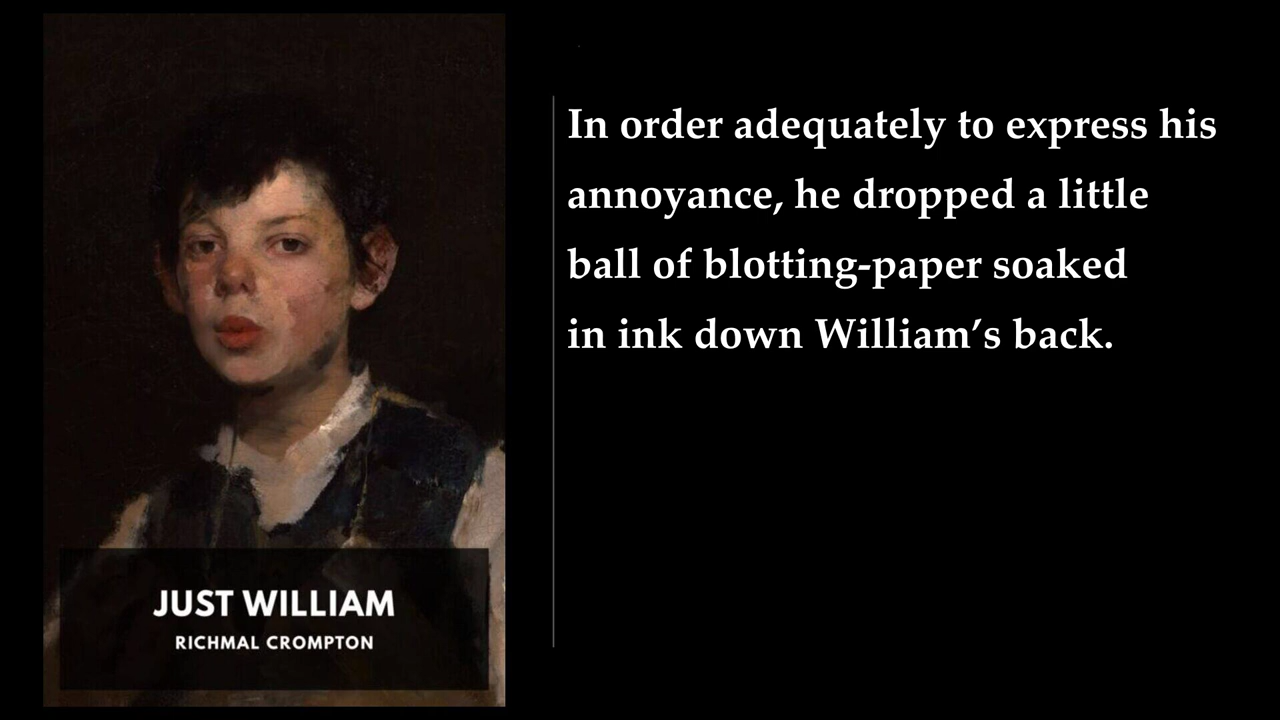 In order adequately to express his
annoyance, he dropped a little
ball of blotting-paper soaked
in ink down William’s back.
JUST WILLIAM
RICHMAL CROMPTON